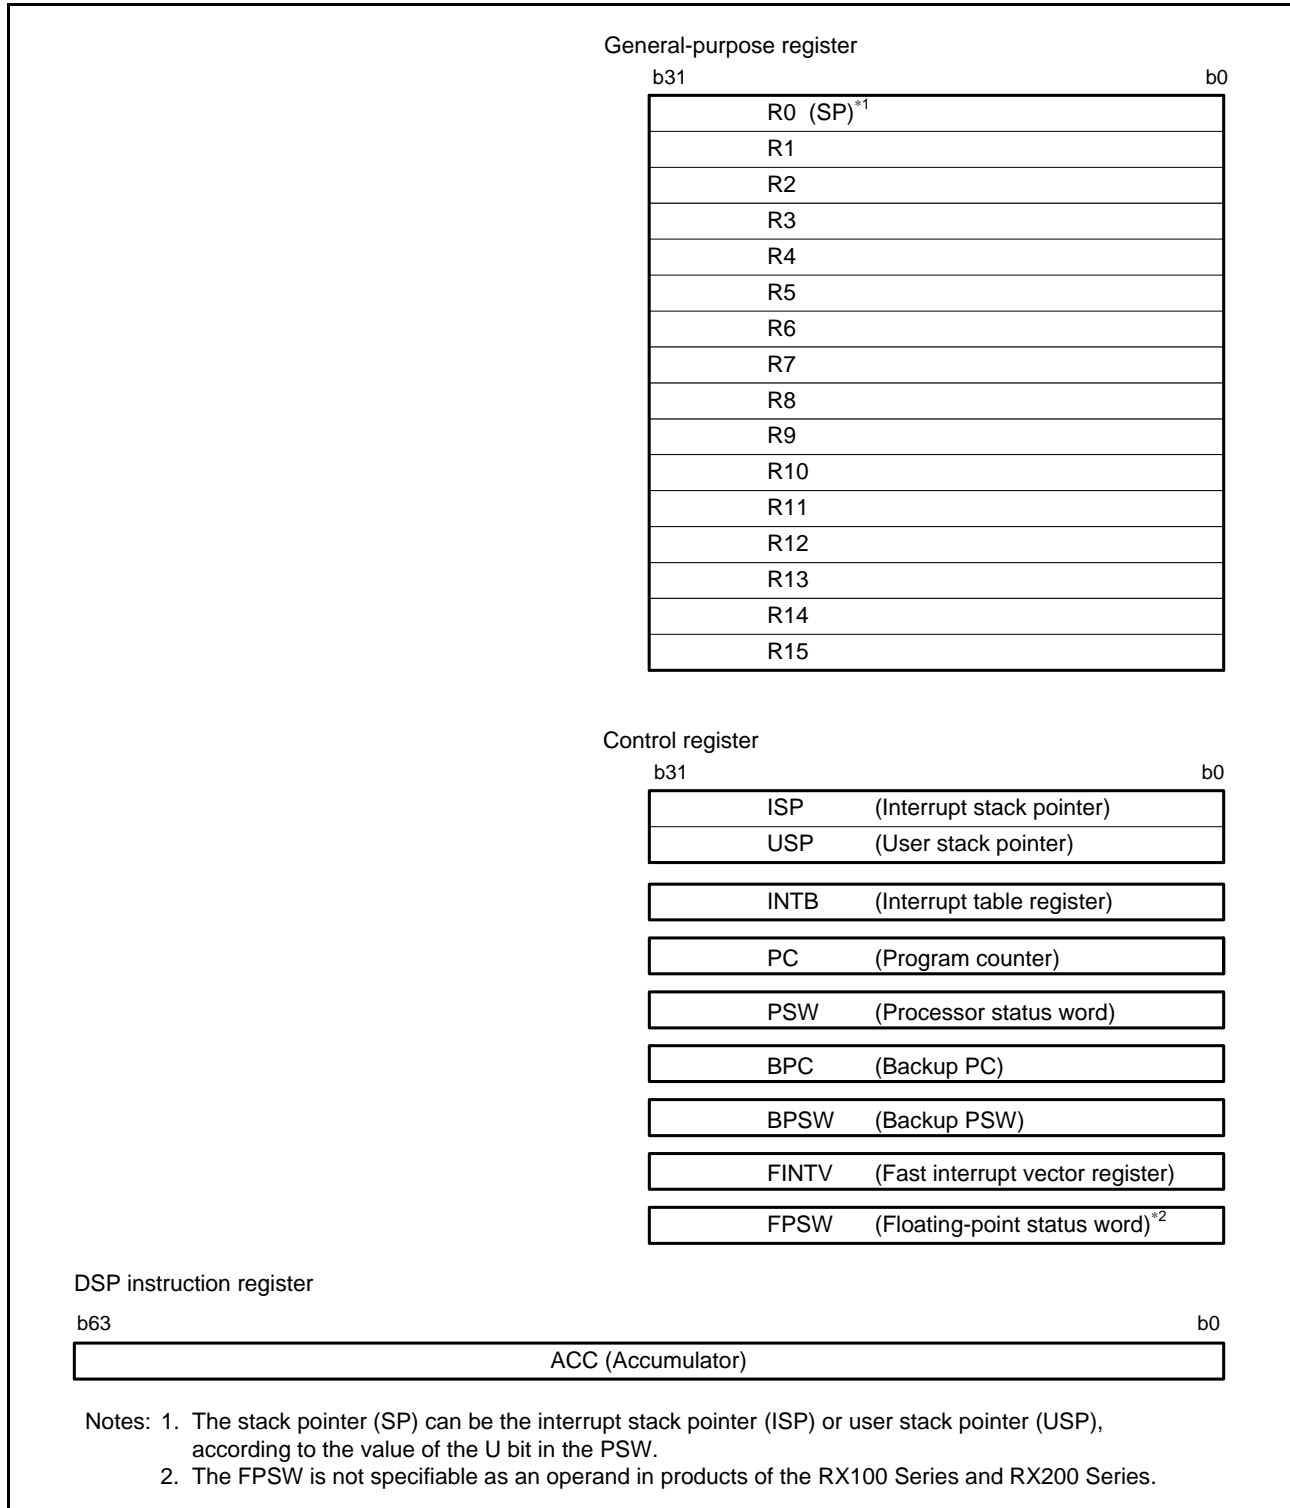 General-purpose register
b31 b0
R0 (SP)*1
R1
R2
R3
R4
R5
R6
R7
R8
R9
R10
R11
R12
R13
R14
R15
Control register
b31 b0
ISP (Interrupt stack pointer)
USP (User stack pointer)
INTB (Interrupt table register)
PC (Program counter)
PSW (Processor status word)
BPC (Backup PC)
BPSW (Backup PSW)
FINTV (Fast interrupt vector register)
FPSW (Floating-point status word)*2
DSP instruction register
b63 b0
ACC (Accumulator)
Notes: 1. The stack pointer (SP) can be the interrupt stack pointer (ISP) or user stack pointer (USP),
according to the value of the U bit in the PSW.
2. The FPSW is not specifiable as an operand in products of the RX100 Series and RX200 Series.